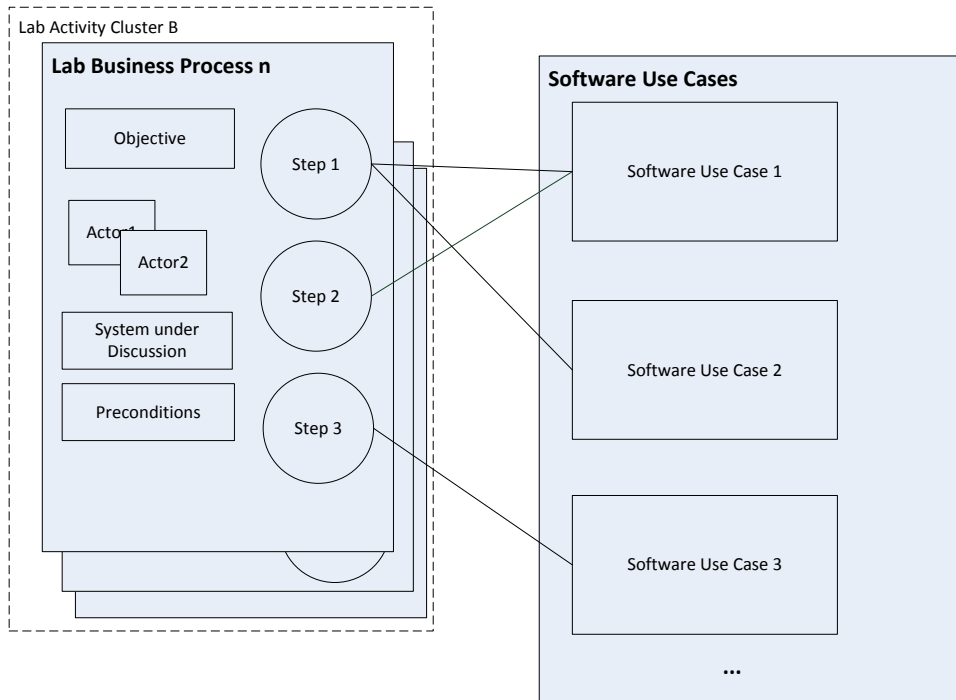 Lab Activity Cluster B
Lab Business Process n
Objective
Actor1
Actor2
System under
Discussion
Preconditions
Step 1
Step 2
Step 3
Software Use Cases
Software Use Case 1
Software Use Case 2
Software Use Case 3
...